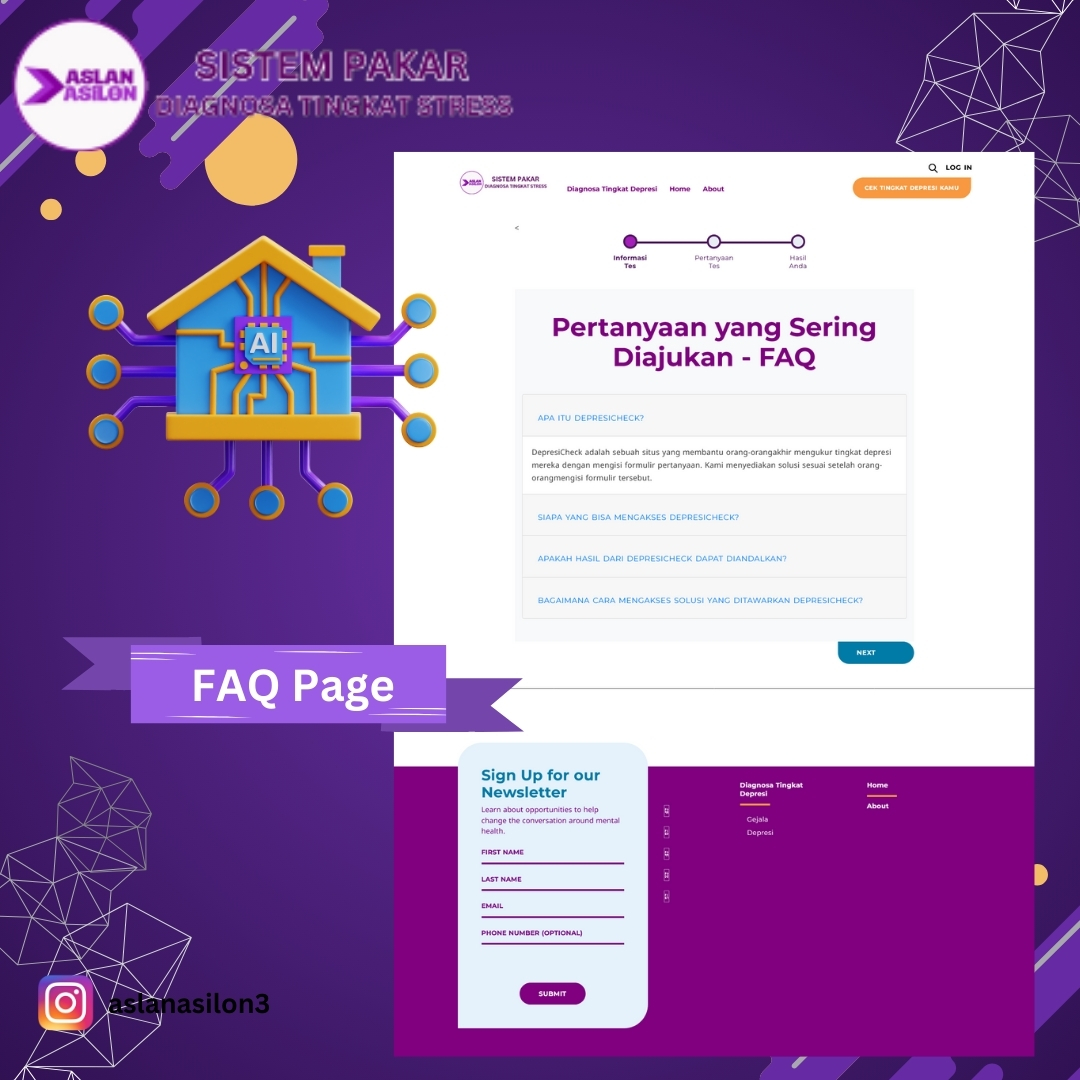 ASLAN
ASILON
SISTEM PAKAR
DIAGNOSA TINGKAT STRESS
AI
FAQ Page
aslanasilon3
LOG IN
ASLAN
ASILON
SISTEM PAKAR
DIAGNOSA TINGKAT STRESS
Diagnosa Tingkat Depresi
Home
About
CEK TINGKAT DEPRESI KAMU
<
Informasi
Tes
Pertanyaan
Tes
Hasil
Anda
Pertanyaan yang Sering
Diajukan - FAQ
APA ITU DEPRESICHECK?
DepresiCheck adalah sebuah situs yang membantu orang-orangakhir mengukur tingkat depresi
mereka dengan mengisi formulir pertanyaan. Kami menyediakan solusi sesuai setelah orang-
orangmengisi formulir tersebut.
SIAPA YANG BISA MENGAKSES DEPRESICHECK?
APAKAH HASIL DARI DEPRESICHECK DAPAT DIANDALKAN?
BAGAIMANA CARA MENGAKSES SOLUSI YANG DITAWARKAN DEPRESICHECK?
NEXT
Sign Up for our
Newsletter
Learn about opportunities to help
change the conversation around mental
health.
FIRST NAME
LAST NAME
EMAIL
PHONE NUMBER (OPTIONAL)
SUBMIT
Diagnosa Tingkat
Depresi
Gejala
Depresi
Home
About